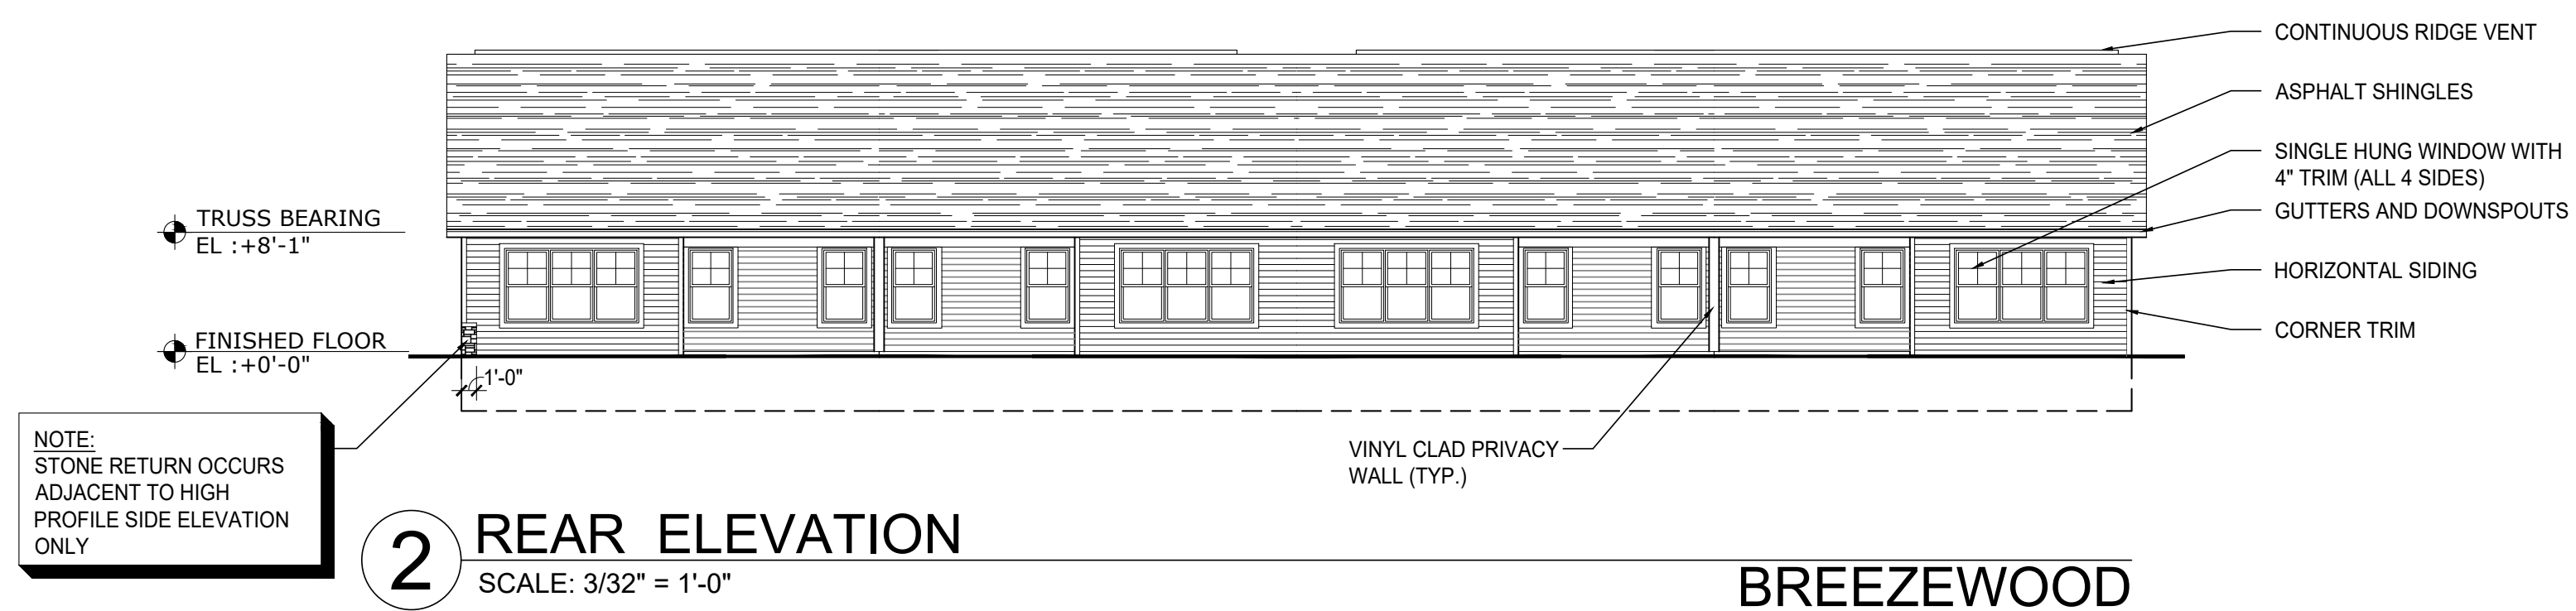 CONTINUOUS RIDGE VENT
ASPHALT SHINGLES
SINGLE HUNG WINDOW WITH
4" TRIM (ALL 4 SIDES)
GUTTERS AND DOWNSPOUTS
HORIZONTAL SIDING
CORNER TRIM
TRUSS BEARING
EL :+8'-1"
FINISHED FLOOR
EL :+0'-0"
1'-0"
NOTE:
STONE RETURN OCCURS
ADJACENT TO HIGH
PROFILE SIDE ELEVATION
ONLY
VINYL CLAD PRIVACY
WALL (TYP.)
2
REAR ELEVATION
SCALE: 3/32" = 1'-0"
BREEZEWOOD